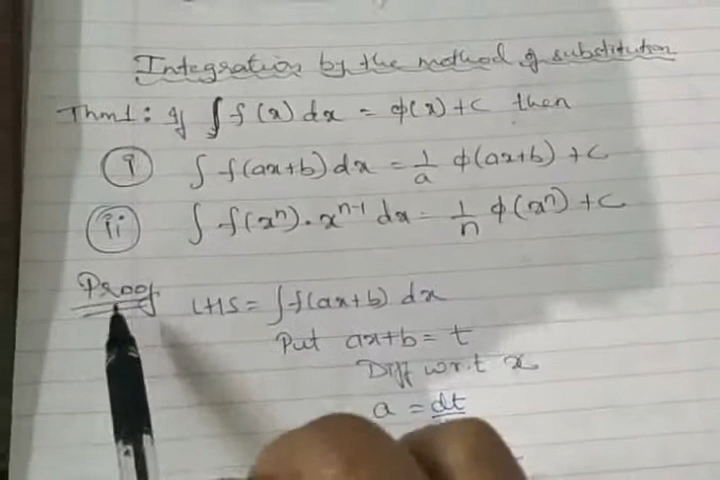 Integration by the method of substitution
Thm1: If ∫ f(x) dx = φ(x) + c then
(i) ∫ f(ax+b) dx = 1/a φ(ax+b) + c
(ii) ∫ f(xⁿ) · xⁿ⁻¹ dx = 1/n φ(xⁿ) + c
Proof LHS = ∫ f(ax+b) dx
Put ax+b = t
Diff w.r.t x
a = dt